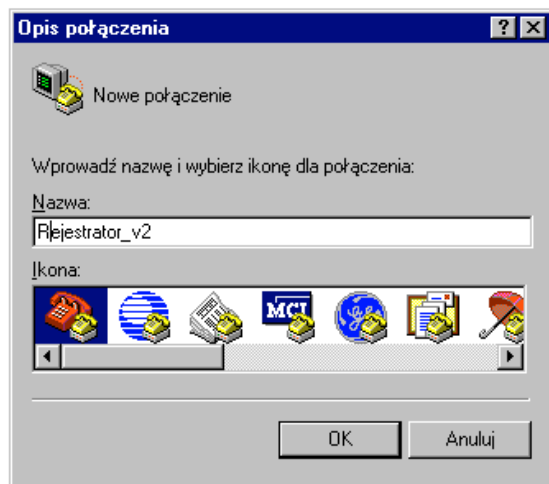 Opis połączenia
Nowe połączenie
Wprowadź nazwę i wybierz ikonę dla połączenia:
Nazwa:
Rejestrator_v2
Ikona:
MCI
OK Anuluj